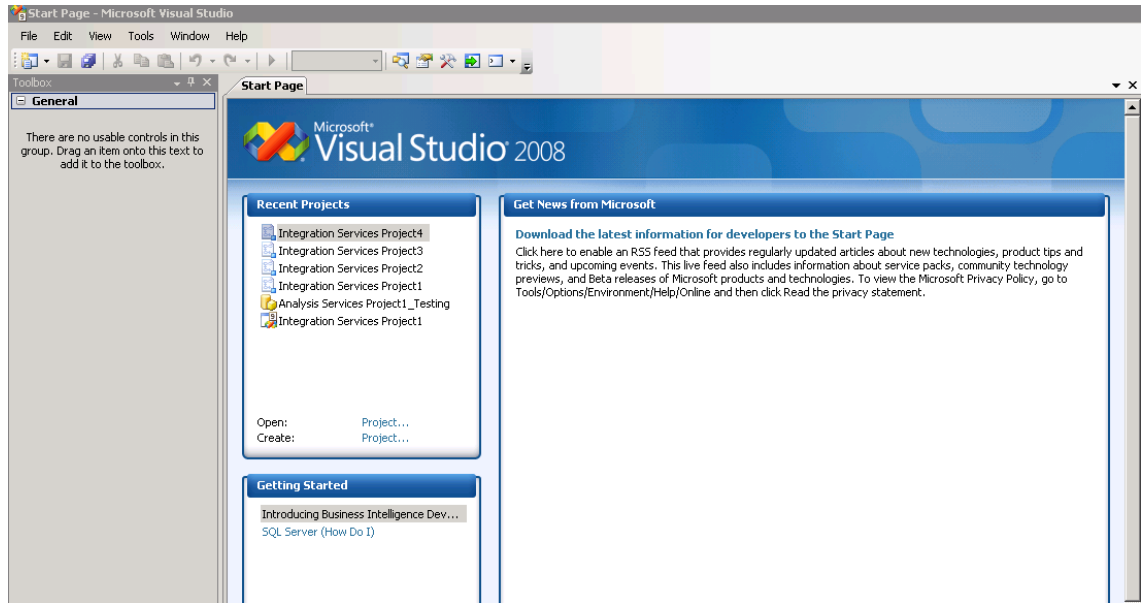 Start Page - Microsoft Visual Studio
File Edit View Tools Window Help
Toolbox
General
There are no usable controls in this
group. Drag an item onto this text to
add it to the toolbox.
Start Page
Microsoft®
Visual Studio® 2008
Recent Projects
Integration Services Project4
Integration Services Project3
Integration Services Project2
Integration Services Project1
Analysis Services Project1_Testing
Integration Services Project1
Open: Project...
Create: Project...
Getting Started
Introducing Business Intelligence Dev...
SQL Server (How Do I)
Get News from Microsoft
Download the latest information for developers to the Start Page
Click here to enable an RSS feed that provides regularly updated articles about new technologies, product tips and
tricks, and upcoming events. This live feed also includes information about service packs, community technology
previews, and Beta releases of Microsoft products and technologies. To view the Microsoft Privacy Policy, go to
Tools/Options/Environment/Help/Online and then click Read the privacy statement.